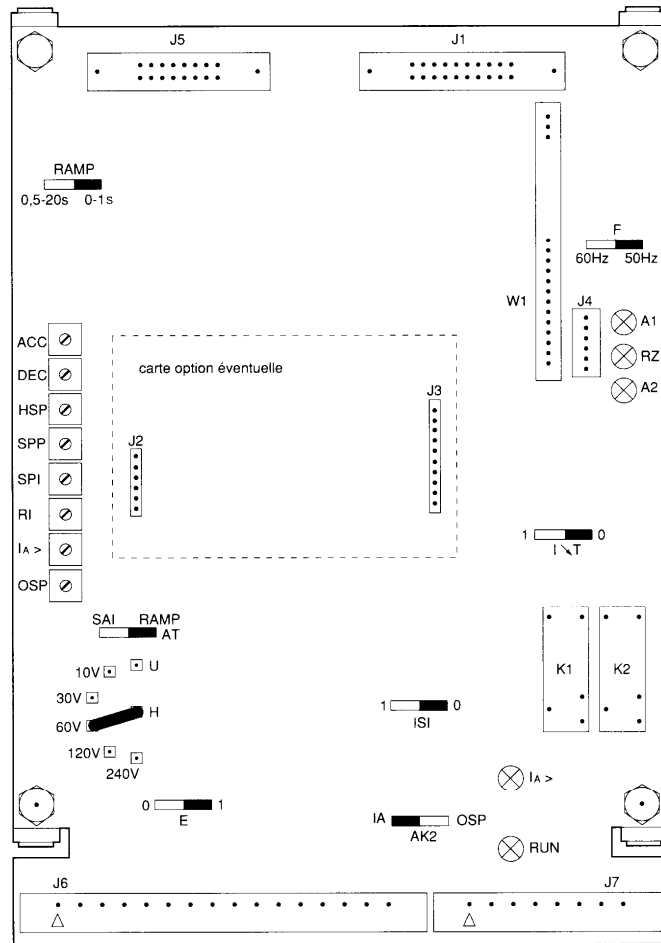 J5
J1
RAMP
0,5-20s 0-1s
F
60Hz 50Hz
W1
J4
A1
RZ
A2
ACC
DEC
HSP
SPP
SPI
RI
IA >
OSP
carte option éventuelle
J3
J2
1 0
I T
SAI RAMP
AT
U
10V
30V
H
60V
120V
240V
K1
K2
1 0
ISI
IA >
0 1
E
IA OSP
AK2
RUN
J6
J7